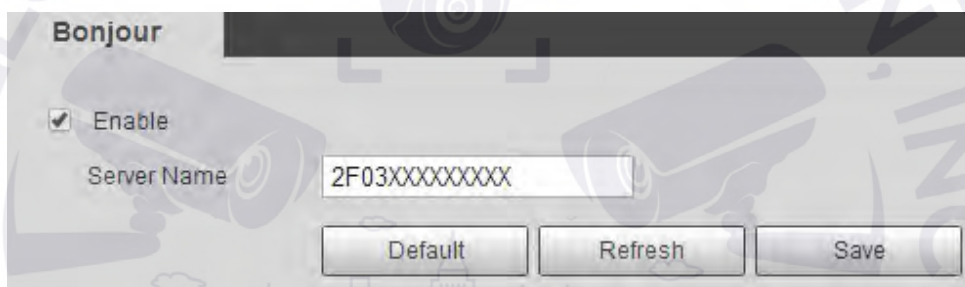 Bonjour
Enable
Server Name 2F03XXXXXXXXX
Default Refresh Save